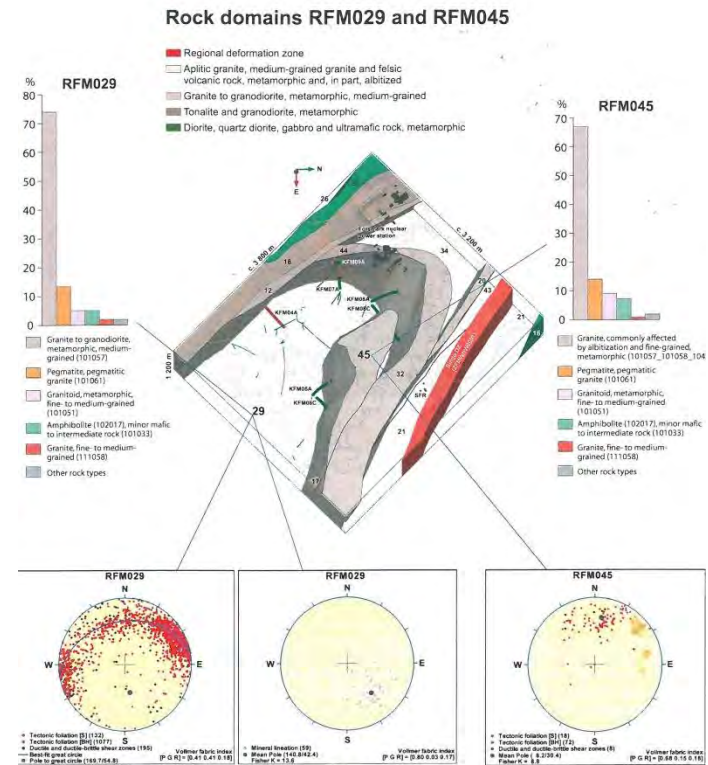 Rock domains RFM029 and RFM045
Regional deformation zone
Aplitic granite, medium-grained granite and felsic
volcanic rock, metamorphic and, in part, albitized
Granite to granodiorite, metamorphic, medium-grained
Tonalite and granodiorite, metamorphic
Diorite, quartz diorite, gabbro and ultramafic rock, metamorphic
% RFM029
80
70
60
50
40
30
20
10
0
Granite to granodiorite,
metamorphic, medium-
grained (101057)
Pegmatite, pegmatitic
granite (101061)
Granitoid, metamorphic,
fine- to medium-grained
(101051)
Amphibolite (102017), minor mafic
to intermediate rock (101033)
Granite, fine- to medium-
grained (111058)
Other rock types
N
E
26
nuclear
power station
c. 3 600 m
c. 3 200 m
1 200 m
18
44
34
12
KFM09A
KFM07A
KFM08A
KFM08C
KFM04A
29
43
21
16
45
32
KFM06A
KFM06C
SFR
29
21
17
% RFM045
70
60
50
40
30
20
10
0
Granite, commonly affected
by albitization and fine-grained,
metamorphic (101057_101058_104
Pegmatite, pegmatitic
granite (101061)
Granitoid, metamorphic,
fine- to medium-grained
(101051)
Amphibolite (102017), minor mafic
to intermediate rock (101033)
Granite, fine- to medium-
grained (111058)
Other rock types
RFM029
N
W
E
S
Tectonic foliation [S] (132)
Tectonic foliation [BH] (1077)
Ductile and ductile-brittle shear zones (195)
Best-fit great circle
Pole to great circle
Vollmer fabric index
[P G R] = [0.41 0.41 0.18]
RFM029
N
W
E
S
Mineral lineation (59)
Mean Pole (140.8/42.4)
Fisher K = 13.6
Vollmer fabric index
[P G R] = [0.80 0.03 0.17]
RFM045
N
W
E
S
Tectonic foliation [S] (18)
Tectonic foliation [BH] (72)
Ductile and ductile-brittle shear zones (8)
Mean Pole
Fisher K = 8.8
Vollmer fabric index